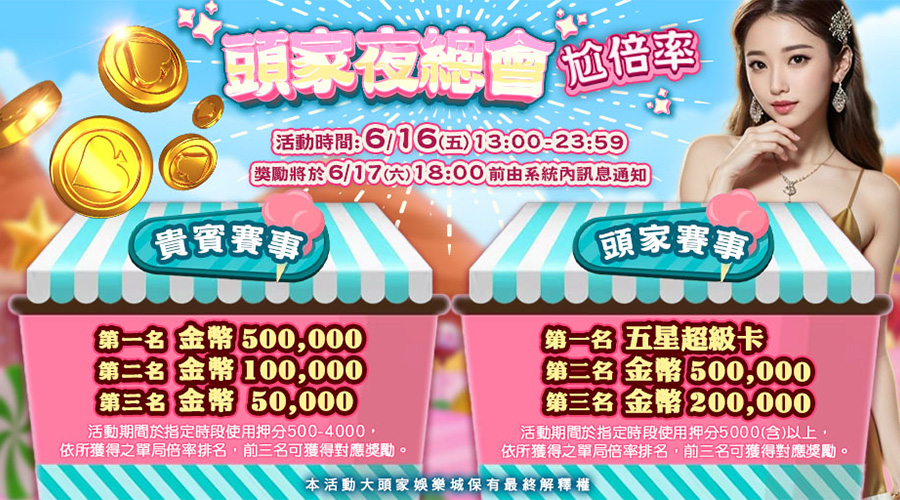 頭家夜總會 尬倍率
活動時間:6/16(五)13:00-23:59
獎勵將於6/17(六)18:00前由系統內訊息通知
貴賓賽事
第一名 金幣 500,000
第二名 金幣 100,000
第三名 金幣 50,000
活動期間於指定時段使用押分500-4000，
依所獲得之單局倍率排名，前三名可獲得對應獎勵。
頭家賽事
第一名 五星超級卡
第二名 金幣 500,000
第三名 金幣 200,000
活動期間於指定時段使用押分5000(含)以上，
依所獲得之單局倍率排名，前三名可獲得對應獎勵。
本活動大頭家娛樂城保有最終解釋權